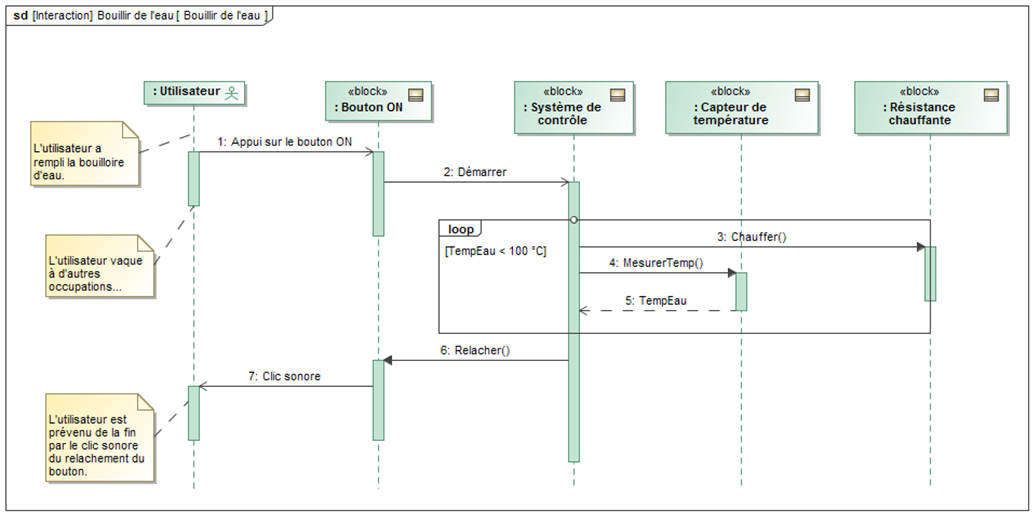 sd [Interaction] Bouillir de l'eau [ Bouillir de l'eau ]
: Utilisateur
«block»
: Bouton ON
«block»
: Système de
contrôle
«block»
: Capteur de
température
«block»
: Résistance
chauffante
L'utilisateur a
rempli la bouilloire
d'eau.
1: Appui sur le bouton ON
2: Démarrer
L'utilisateur vaque
à d'autres
occupations...
loop
[TempEau < 100 °C]
3: Chauffer()
4: MesurerTemp()
5: TempEau
6: Relacher()
7: Clic sonore
L'utilisateur est
prévenu de la fin
par le clic sonore
du relachement du
bouton.